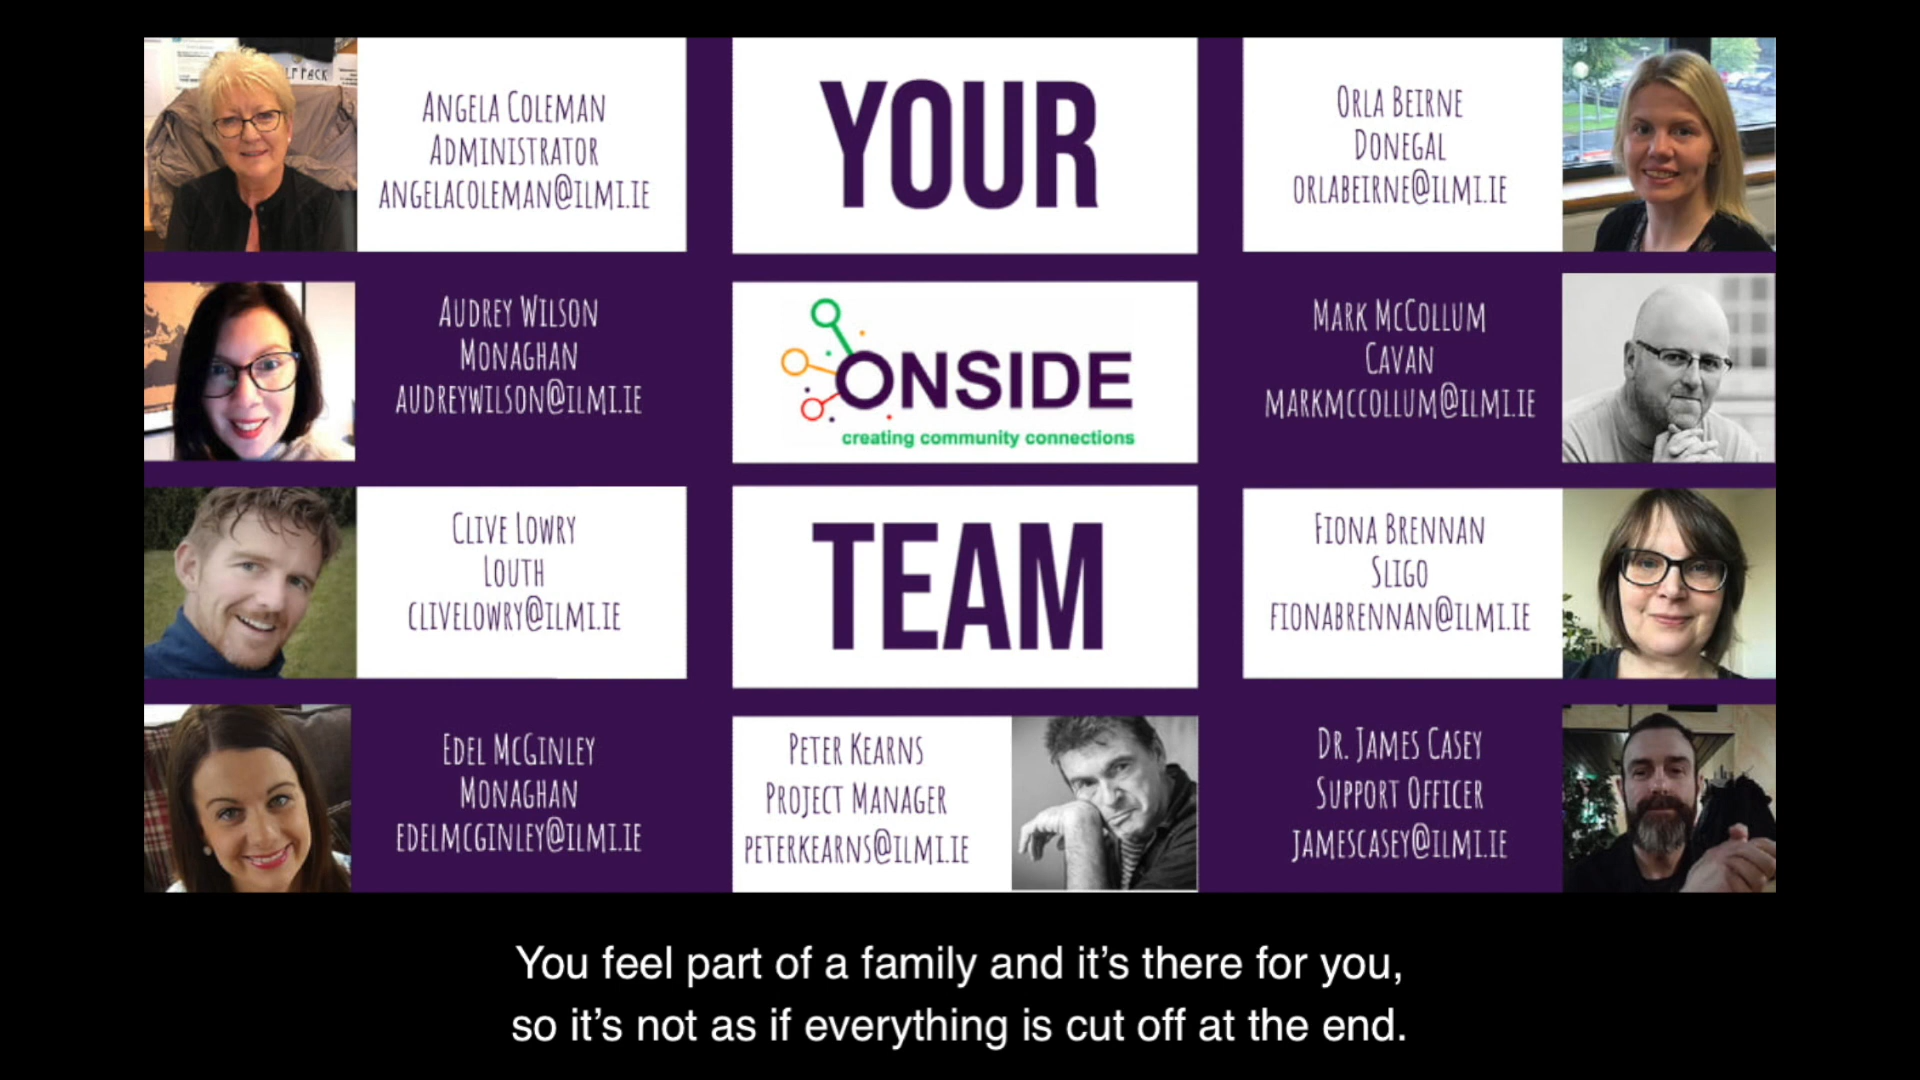 LF PACK
ANGELA COLEMAN
ADMINISTRATOR
ANGELACOLEMAN@ILMI.IE
YOUR
ORLA BEIRNE
DONEGAL
ORLABEIRNE@ILMI.IE
AUDREY WILSON
MONAGHAN
AUDREYWILSON@ILMI.IE
ONSIDE
creating community connections
MARK MCCOLLUM
CAVAN
MARKMCCOLLUM@ILMI.IE
CLIVE LOWRY
LOUTH
CLIVELOWRY@ILMI.IE
TEAM
FIONA BRENNAN
SLIGO
FIONABRENNAN@ILMI.IE
EDEL MCGINLEY
MONAGHAN
EDELMCGINLEY@ILMI.IE
PETER KEARNS
PROJECT MANAGER
PETERKEARNS@ILMI.IE
DR. JAMES CASEY
SUPPORT OFFICER
JAMESCASEY@ILMI.IE
You feel part of a family and it’s there for you,
so it’s not as if everything is cut off at the end.